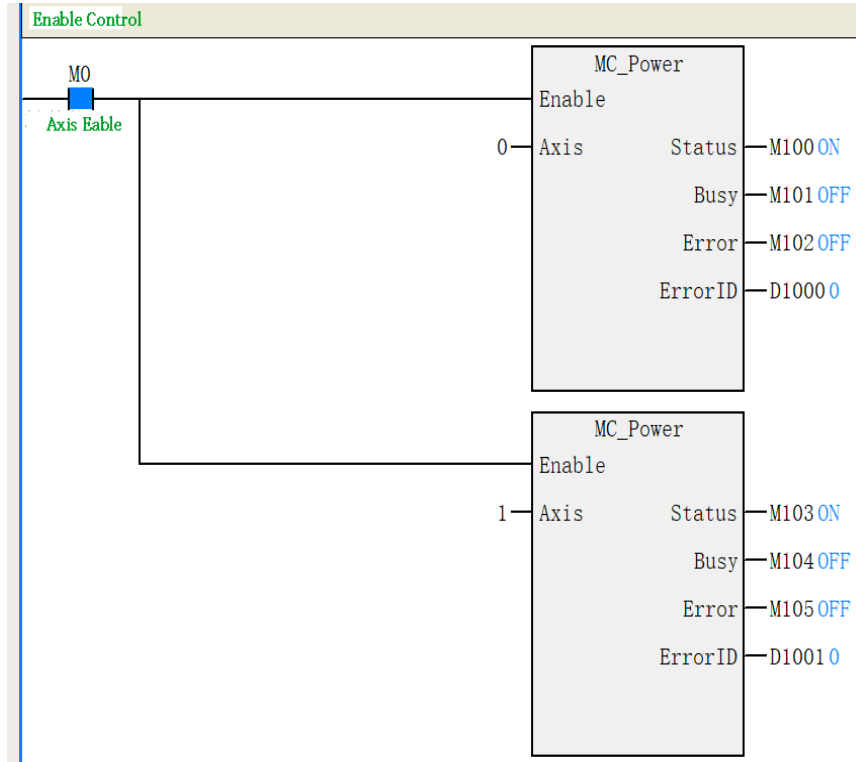 Enable Control
M0
Axis Eable
MC_Power
Enable
0 Axis Status M100 ON
Busy M101 OFF
Error M102 OFF
ErrorID D1000 0
MC_Power
Enable
1 Axis Status M103 ON
Busy M104 OFF
Error M105 OFF
ErrorID D1001 0